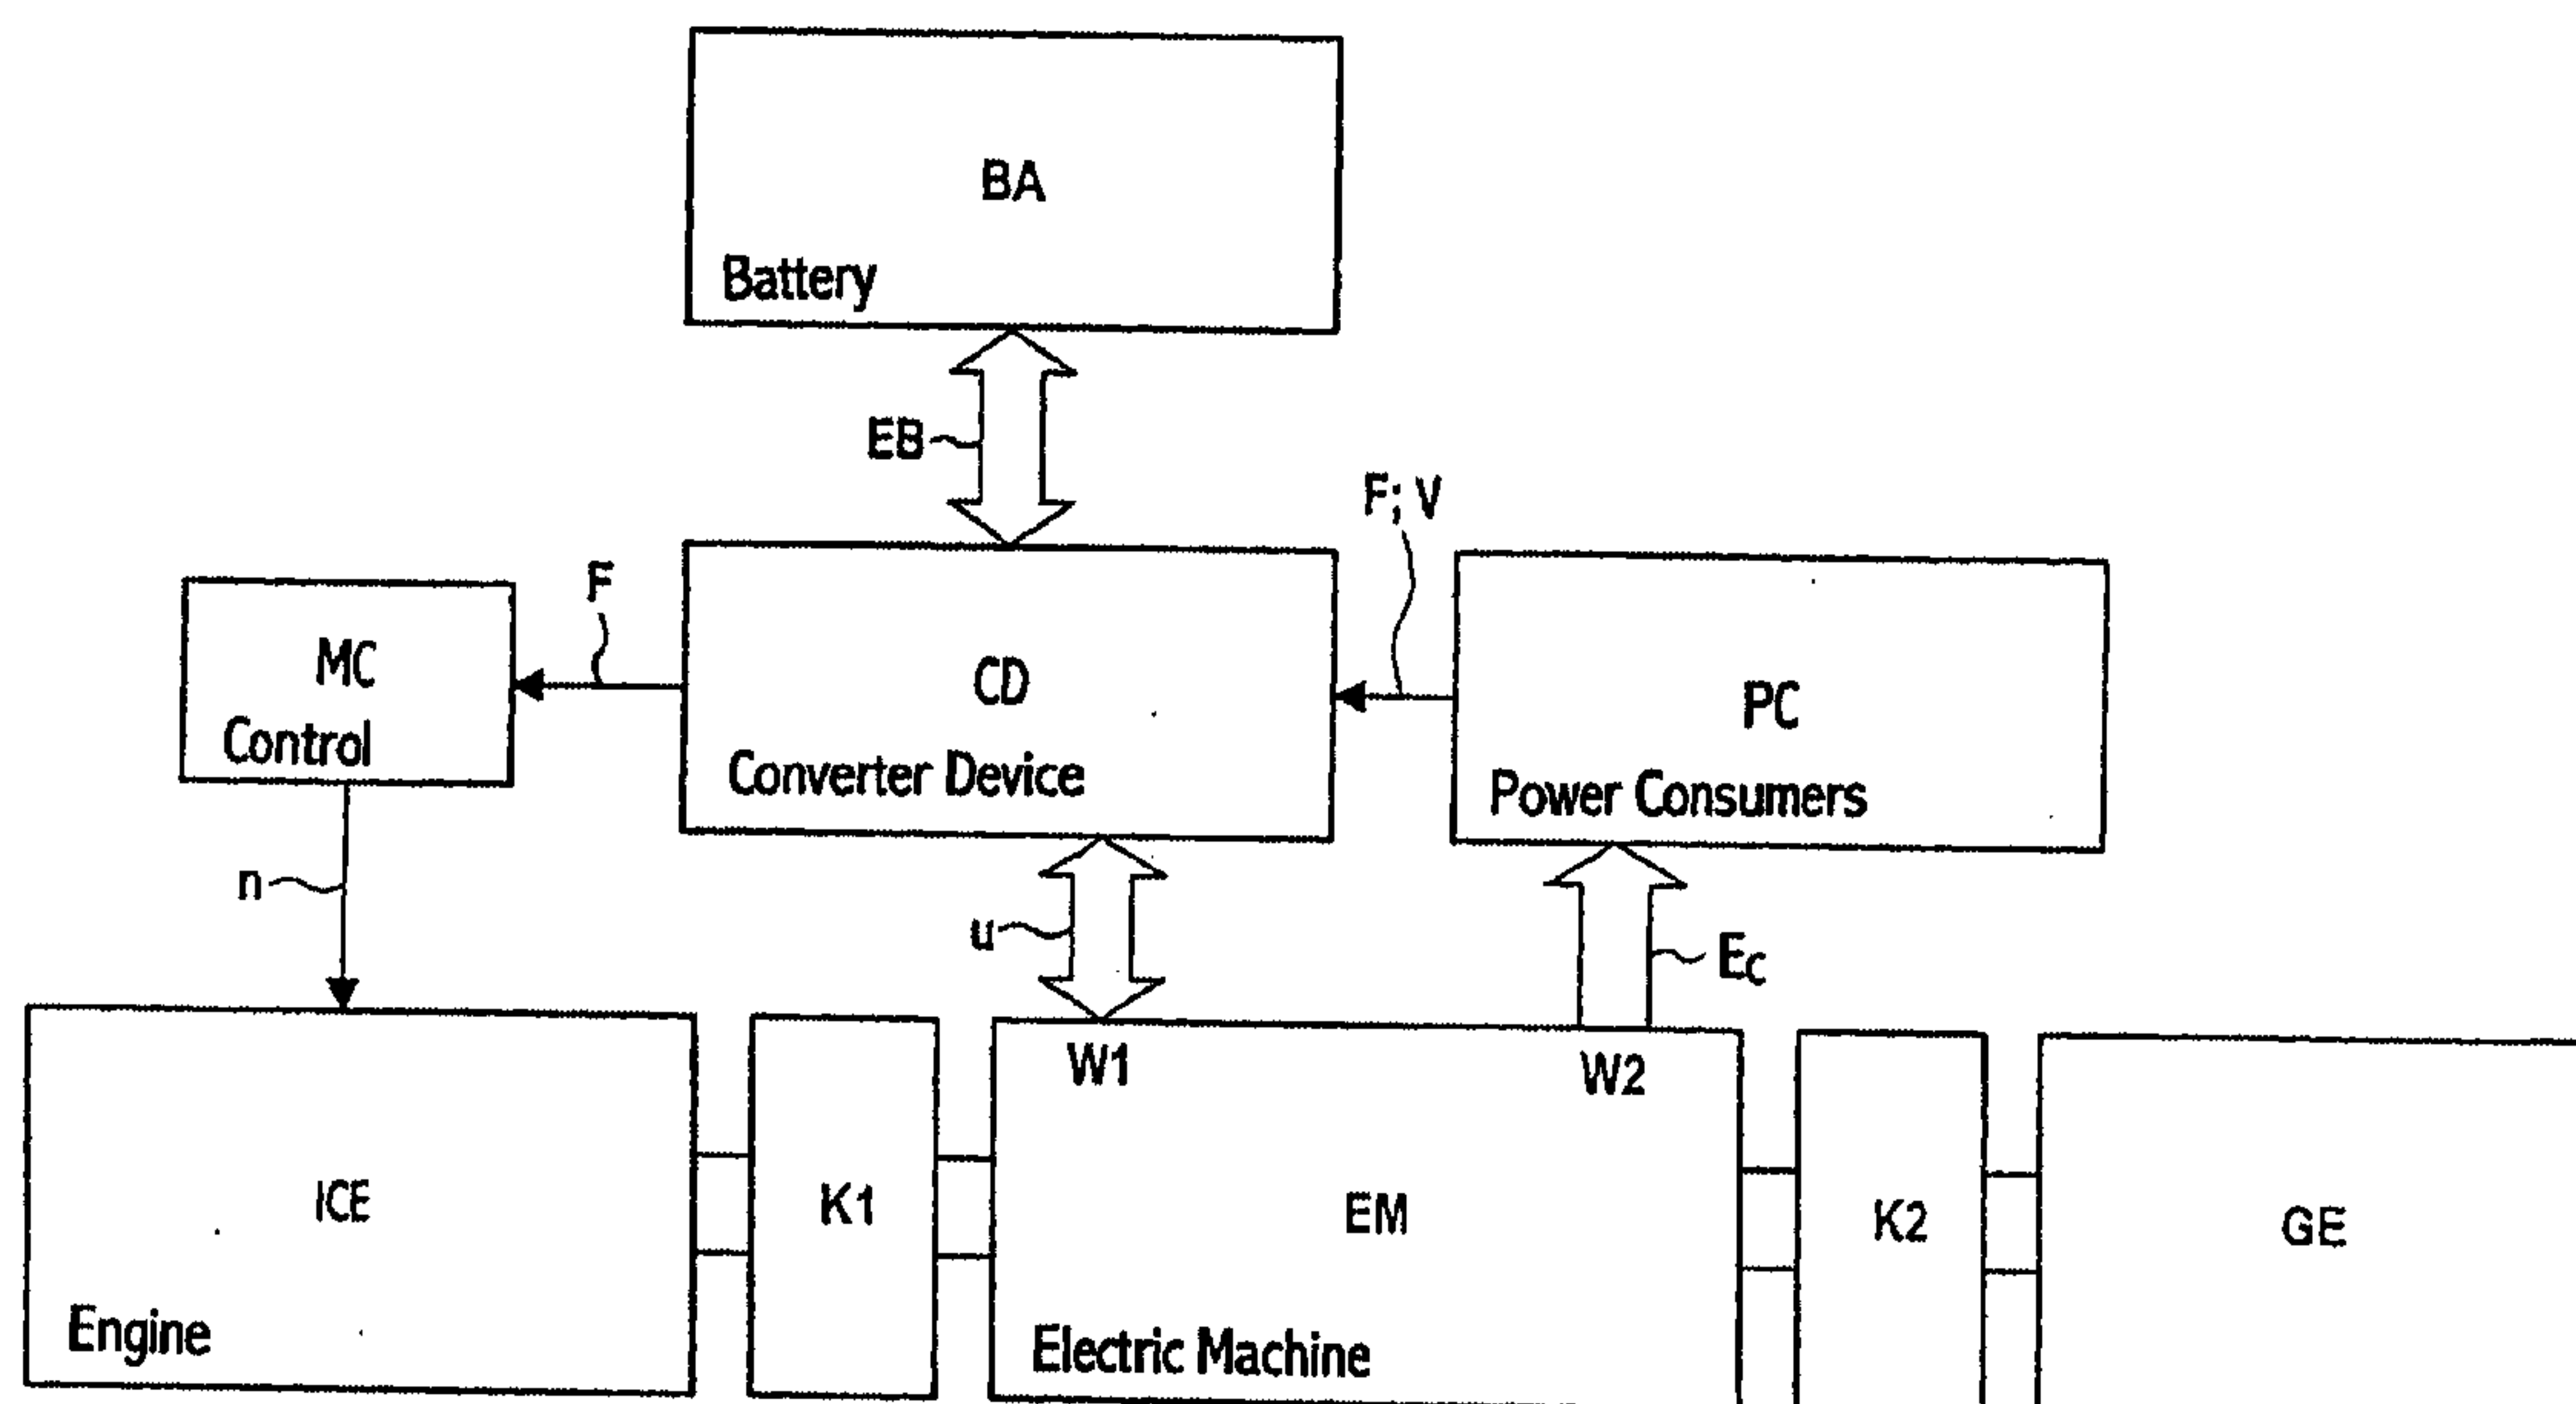 BA
Battery
EB
F; V
F
MC
Control
CD
Converter Device
PC
Power Consumers
n
u
EC
W1
W2
ICE
Engine
K1
EM
Electric Machine
K2
GE